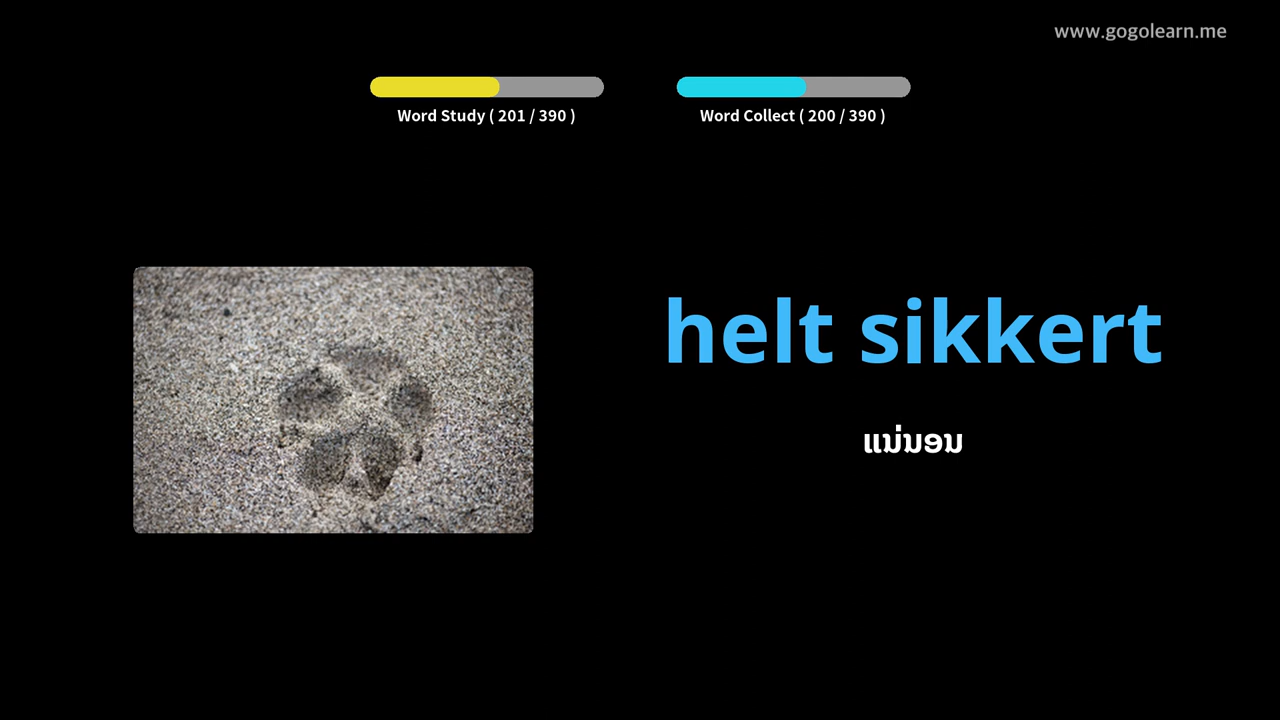 www.gogolearn.me
Word Study ( 201 / 390 )
Word Collect ( 200 / 390 )
helt sikkert
ແນ່ນອນ